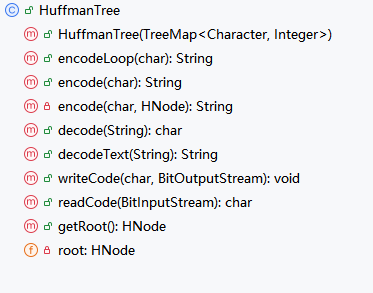 C HuffmanTree
m HuffmanTree(TreeMap<Character, Integer>)
m encodeLoop(char): String
m encode(char): String
m encode(char, HNode): String
m decode(String): char
m decodeText(String): String
m writeCode(char, BitOutputStream): void
m readCode(BitInputStream): char
m getRoot(): HNode
f root: HNode